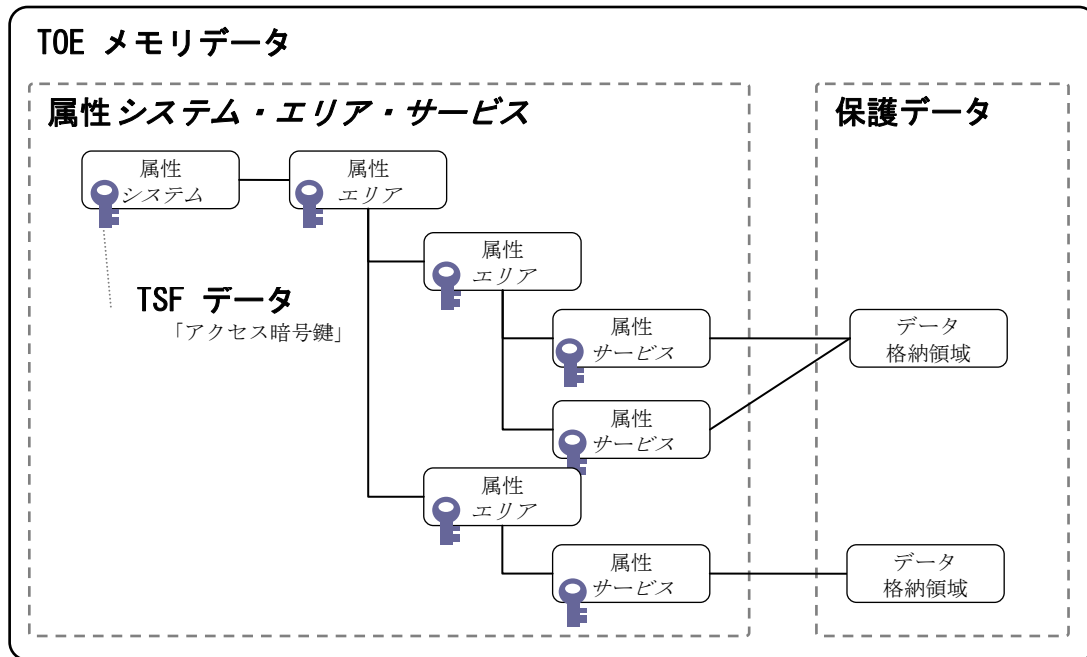 TOE メモリデータ
属性システム・エリア・サービス
保護データ
属性
システム
属性
エリア
属性
エリア
TSF データ
「アクセス暗号鍵」
属性
サービス
データ
格納領域
属性
サービス
属性
エリア
属性
サービス
データ
格納領域